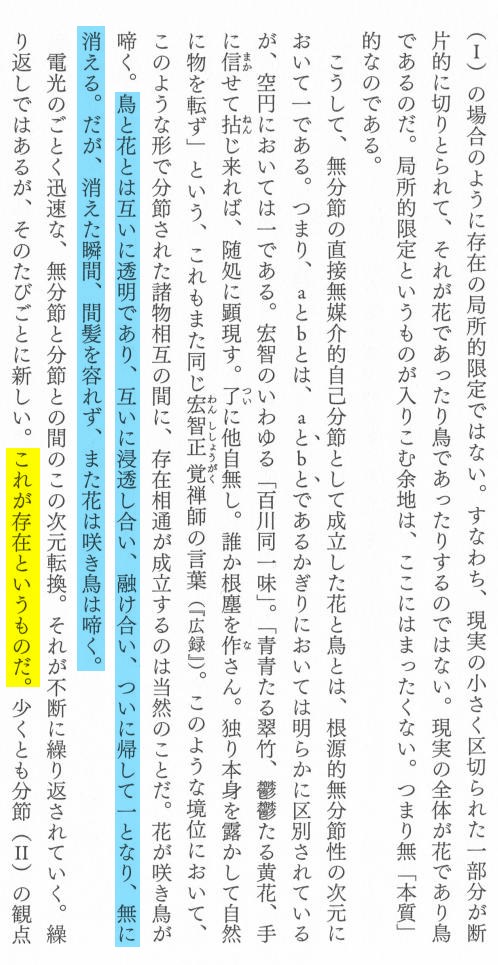 （Ⅰ）の場合のように存在の局所的限定ではない。すなわち、現実の小さく区切られた一部分が断
片的に切りとられて、それが花であったり鳥であったりするのではない。現実の全体が花であり鳥
であるのだ。局所的限定というものが入りこむ余地は、ここにはまったくない。つまり無「本質」
的なのである。
こうして、無分節の直接無媒介的自己分節として成立した花と鳥とは、根源的無分節性の次元に
おいて一である。つまり、aとbとは、aとbとであるかぎりにおいては明らかに区別されている
が、空円においては一である。宏智のいわゆる「百川同一味」。「青青たる翠竹、鬱鬱たる黄花、手
に信せて拈じ来れば、随処に顕現す。了に他自無し。誰か根塵を作さん。独り本身を露かして自然
に物を転ず」という、これもまた同じ宏智正覚禅師の言葉（『広録』）。このような境位において、
このような形で分節された諸物相互の間に、存在相通が成立するのは当然のことだ。花が咲き鳥が
啼く。鳥と花とは互いに透明であり、互いに浸透し合い、融け合い、ついに帰して一となり、無に
消える。だが、消えた瞬間、間髪を容れず、また花は咲き鳥は啼く。
電光のごとく迅速な、無分節と分節との間のこの次元転換。それが不断に繰り返されていく。繰
り返しではあるが、そのたびごとに新しい。これが存在というものだ。少くとも分節（Ⅱ）の観点